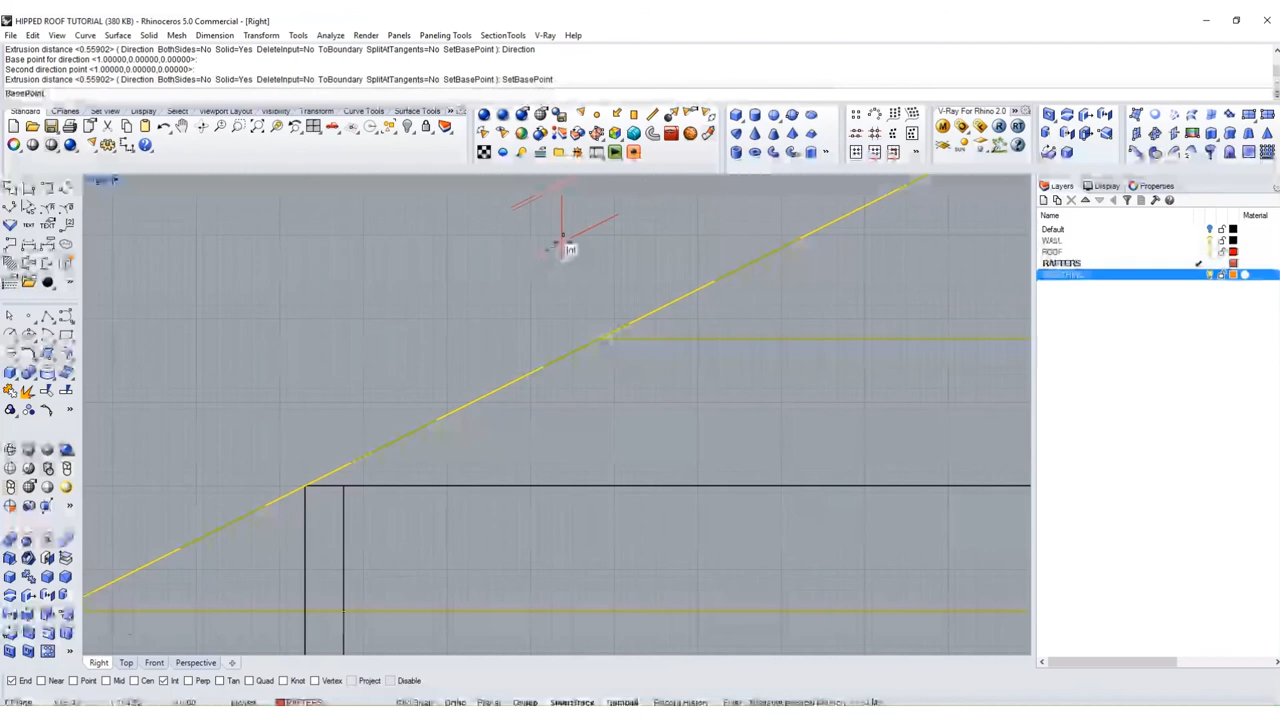 HIPPED ROOF TUTORIAL (380 KB) - Rhinoceros 5.0 Commercial - [Right]
File Edit View Curve Surface Solid Mesh Dimension Transform Tools Analyze Render Panels Paneling Tools SectionTools V-Ray Help
Extrusion distance <0.55902> ( Direction BothSides=No Solid=Yes DeleteInput=No ToBoundary SplitAtTangents=No SetBasePoint ): Direction
Base point for direction <1.00000,0.00000,0.00000>:
Second direction point <1.00000,0.00000,0.00000>:
Extrusion distance <0.55902> ( Direction BothSides=No Solid=Yes DeleteInput=No ToBoundary SplitAtTangents=No SetBasePoint ): SetBasePoint
BasePoint
Standard CPlanes Set View Display Select Viewport Layout Visibility Transform Curve Tools Surface Tools
V-Ray For Rhino 2.0
Layers Display Properties
Name Material
Default
WALL
ROOF
RAFTERS
TEXT TEXT
Int
Right Top Front Perspective
End Near Point Mid Cen Int Perp Tan Quad Knot Vertex Project Disable